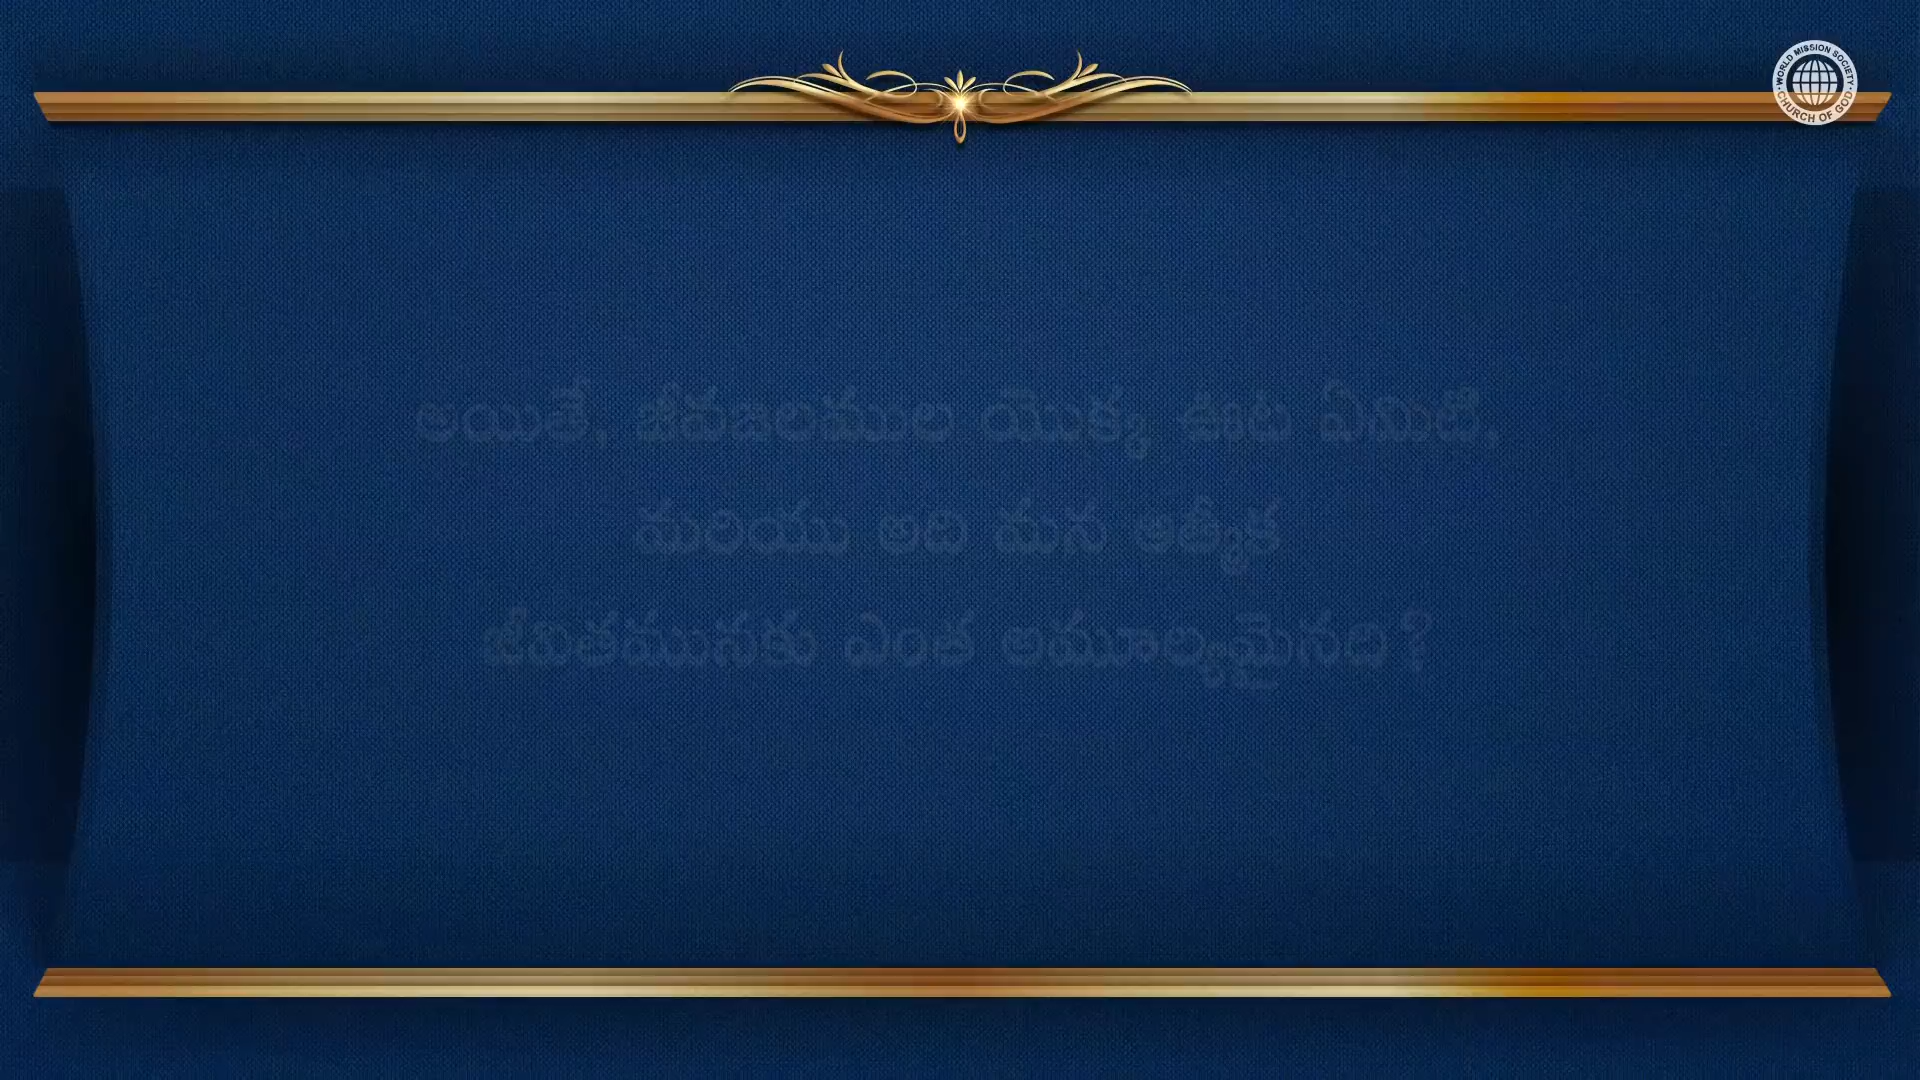 WORLD MISSION SOCIETY CHURCH OF GOD
అయితే, జీవజలముల యొక్క ఊట ఏమిటి,
మరియు అది మన ఆత్మీక
జీవితమునకు ఎంత అమూల్యమైనది?